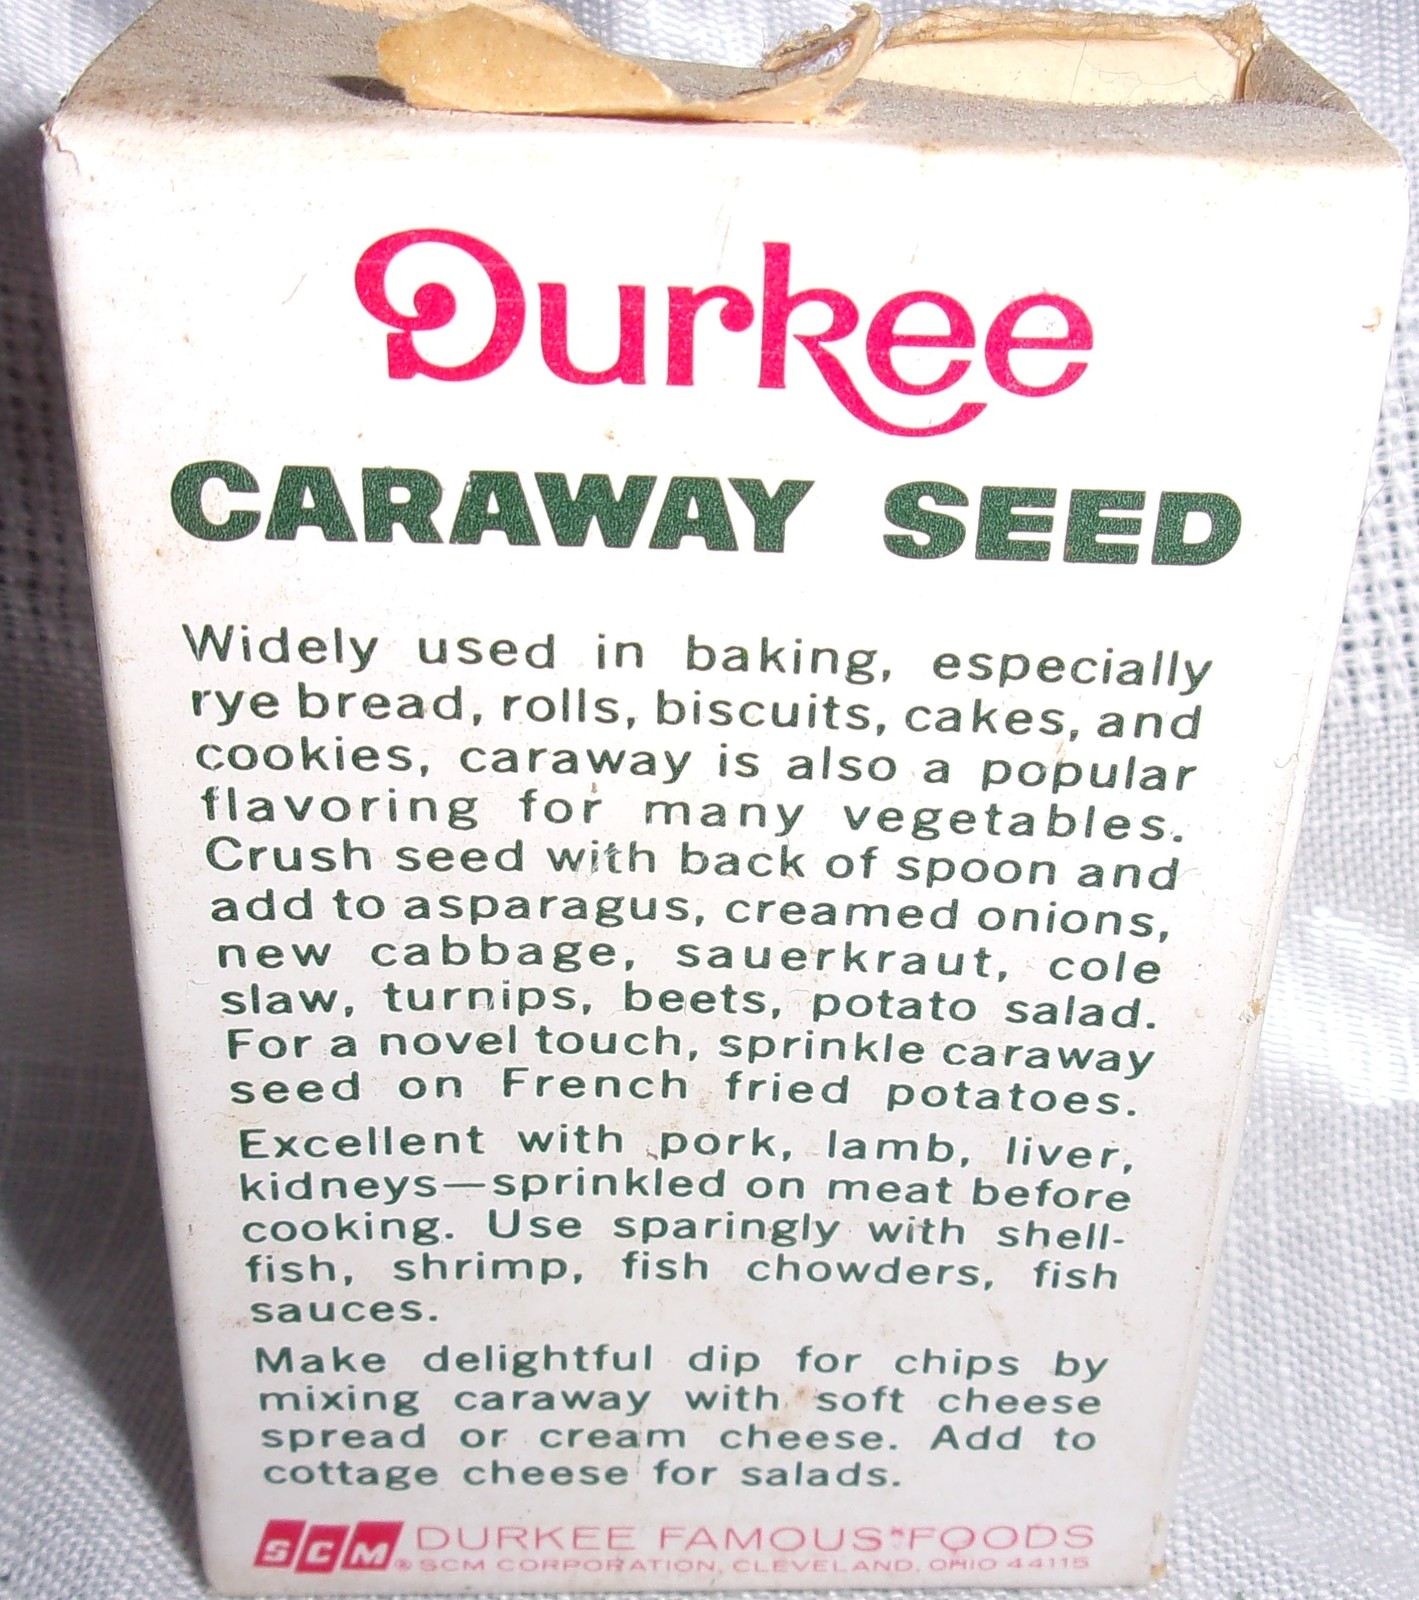 Durkee
CARAWAY SEED
Widely used in baking, especially
rye bread, rolls, biscuits, cakes, and
cookies, caraway is also a popular
flavoring for many vegetables.
Crush seed with back of spoon and
add to asparagus, creamed onions,
new cabbage, sauerkraut, cole
slaw, turnips, beets, potato salad.
For a novel touch, sprinkle caraway
seed on French fried potatoes.
Excellent with pork, lamb, liver,
kidneys—sprinkled on meat before
cooking. Use sparingly with shell-
fish, shrimp, fish chowders, fish
sauces.
Make delightful dip for chips by
mixing caraway with soft cheese
spread or cream cheese. Add to
cottage cheese for salads.
SCM® DURKEE FAMOUS FOODS
SCM CORPORATION, CLEVELAND, OHIO 44115